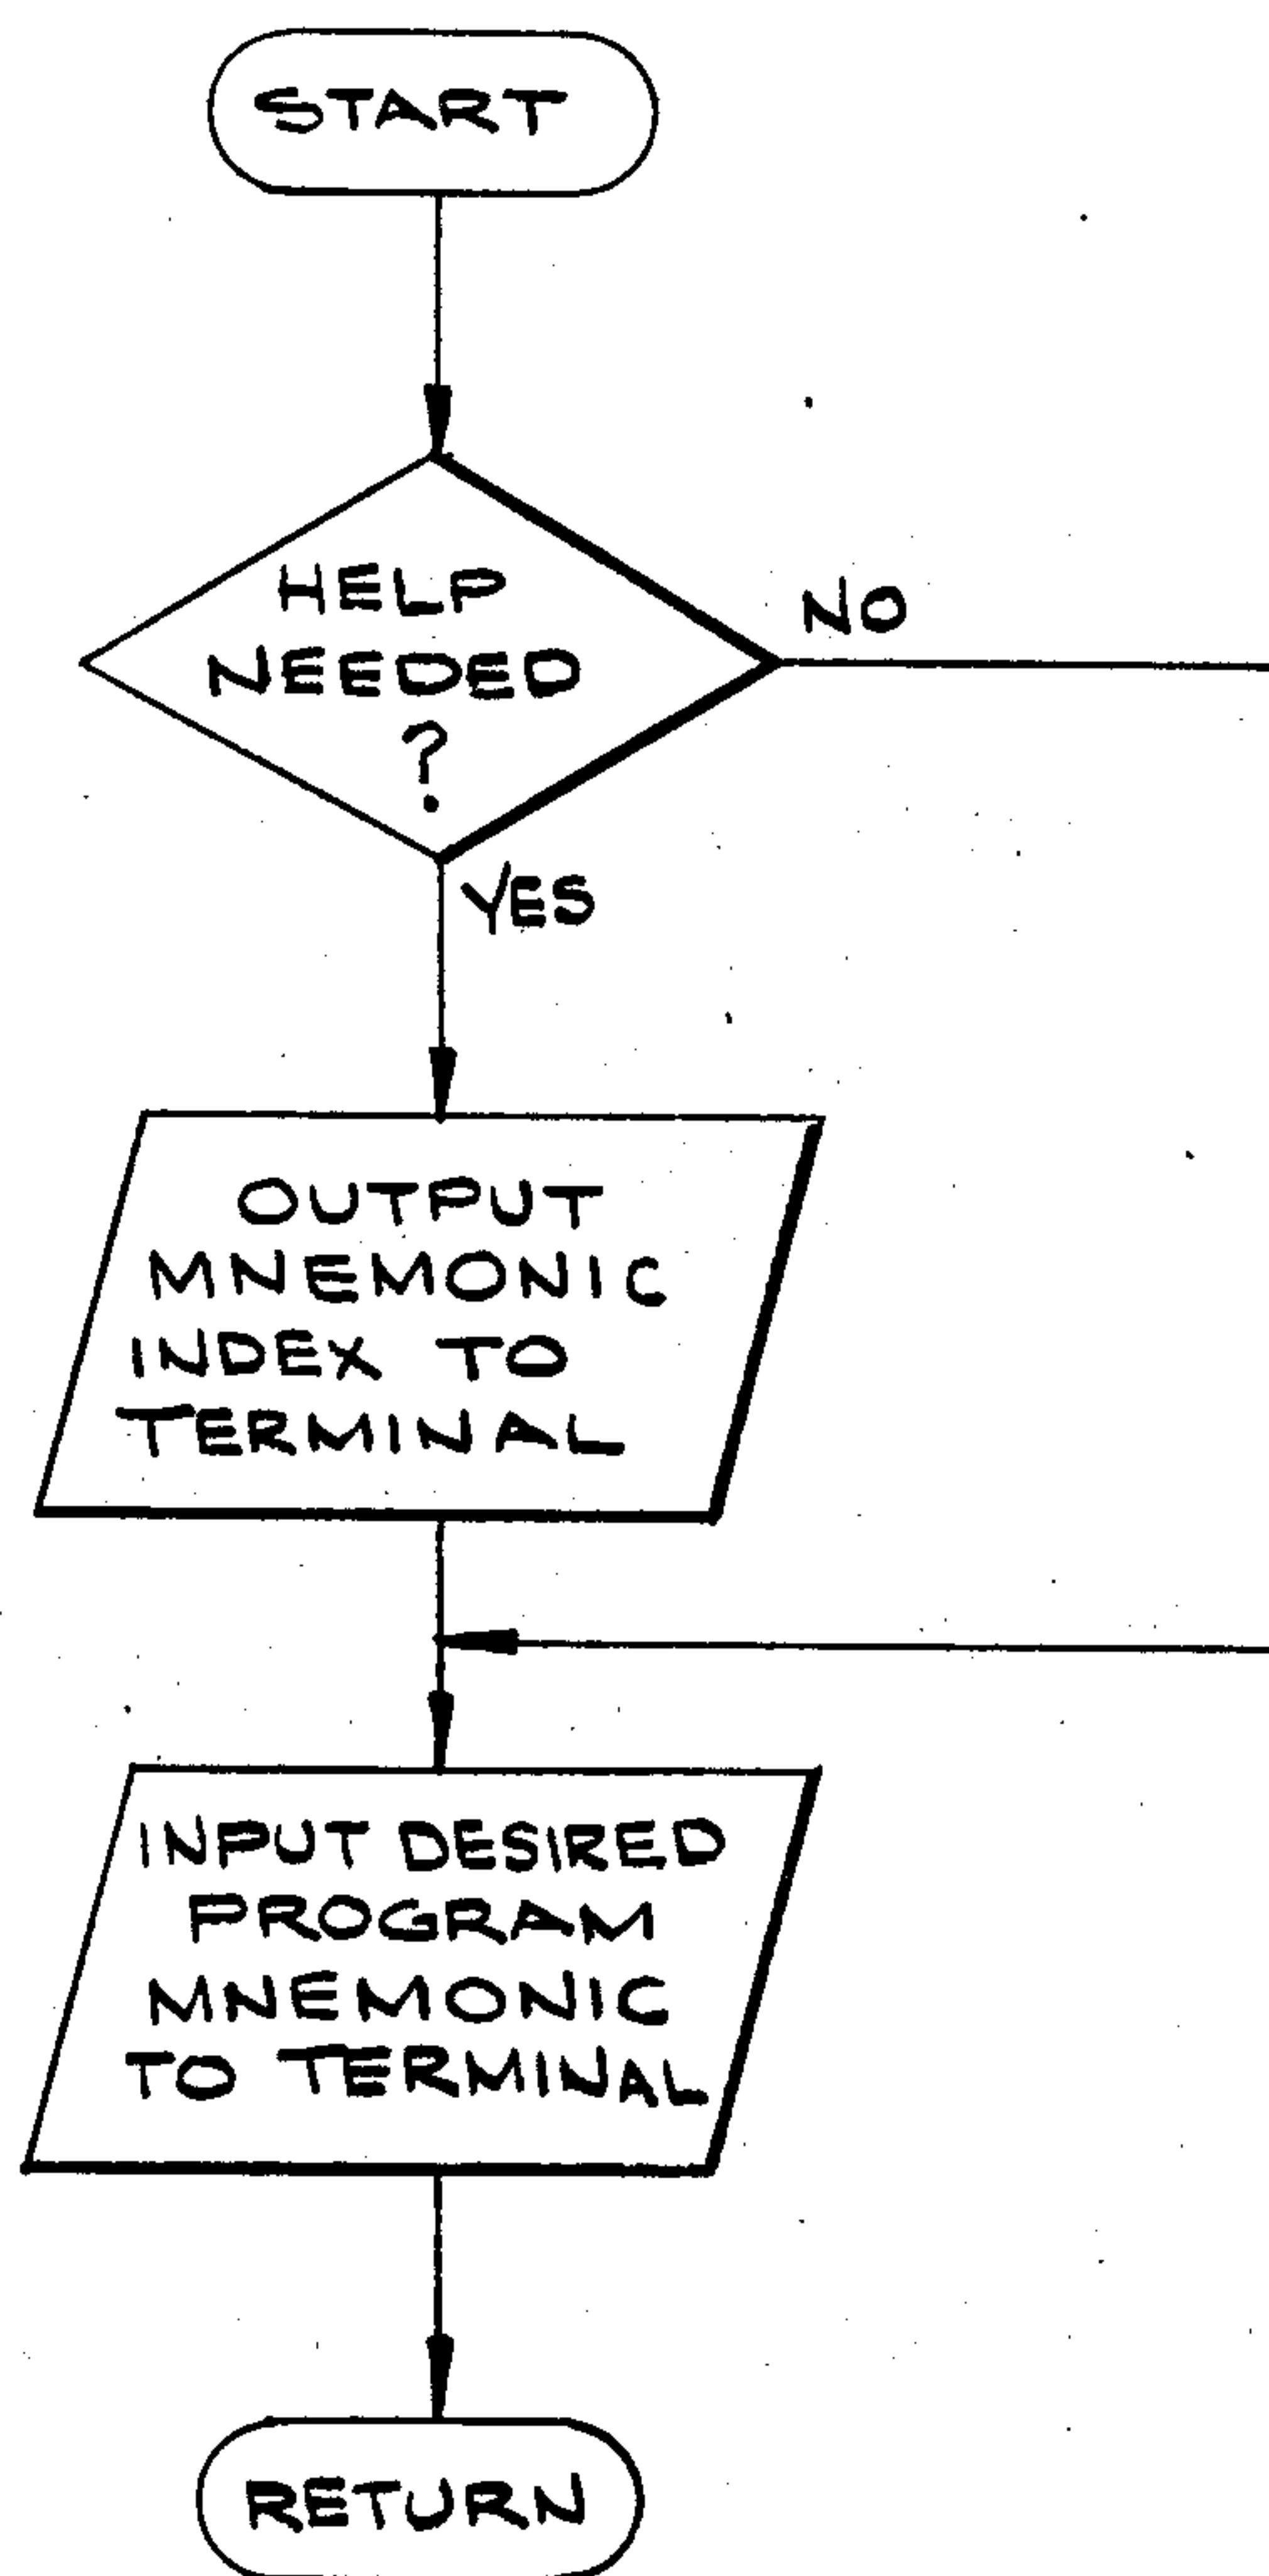 START
HELP
NEEDED
?
NO
YES
OUTPUT
MNEMONIC
INDEX TO
TERMINAL
INPUT DESIRED
PROGRAM
MNEMONIC
TO TERMINAL
RETURN